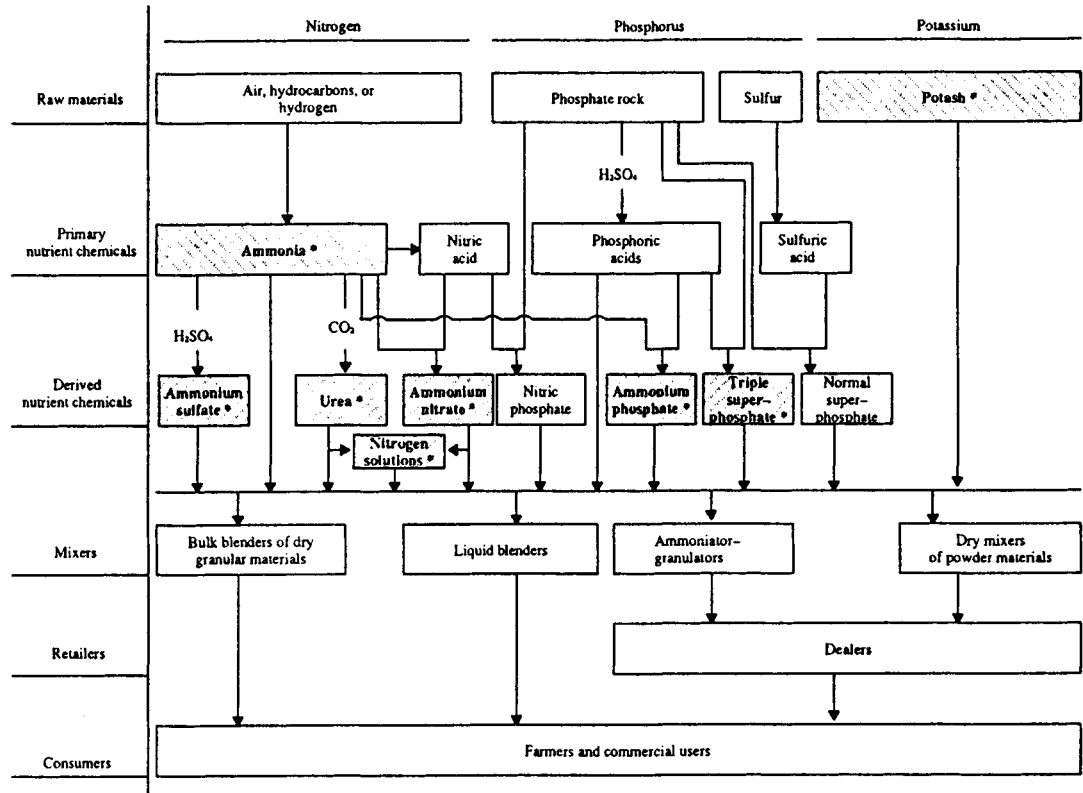 Nitrogen
Phosphorus
Potassium
Raw materials
Air, hydrocarbons, or
hydrogen
Phosphate rock
Sulfur
Potash *
H₂SO₄
Primary
nutrient chemicals
Ammonia *
Nitric
acid
Phosphoric
acids
Sulfuric
acid
H₂SO₄
CO₂
Derived
nutrient chemicals
Ammonium
sulfate *
Urea *
Ammonium
nitrate *
Nitric
phosphate
Ammonium
phosphate *
Triple
super-
phosphate *
Normal
super-
phosphate
Nitrogen
solutions *
Mixers
Bulk blenders of dry
granular materials
Liquid blenders
Ammoniator-
granulators
Dry mixers
of powder materials
Retailers
Dealers
Consumers
Farmers and commercial users